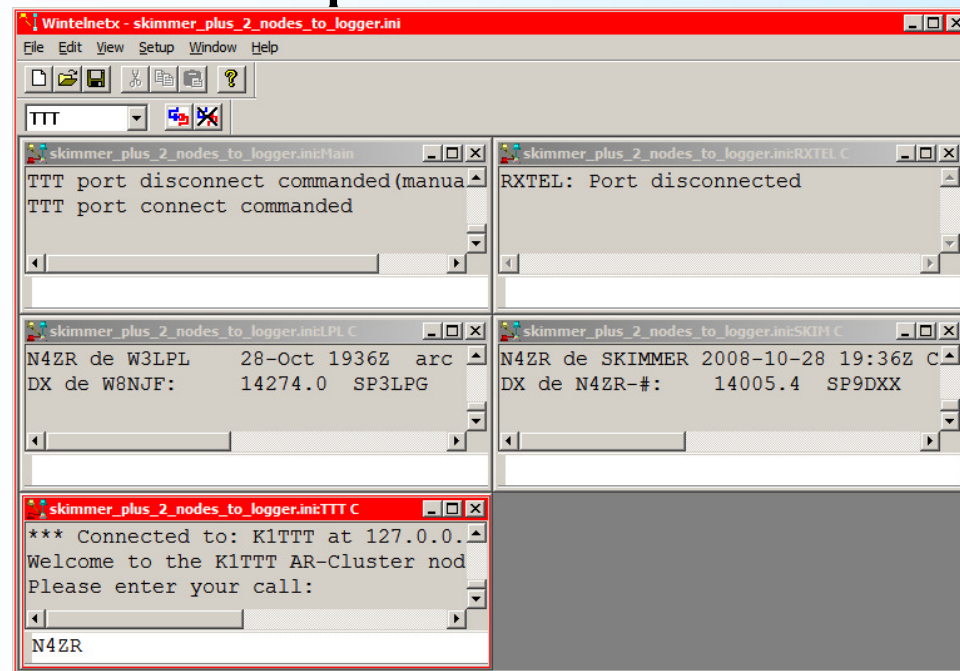 Wintelnetx - skimmer_plus_2_nodes_to_logger.ini
File Edit View Setup Window Help
TTT
skimmer_plus_2_nodes_to_logger.ini:Main
TTT port disconnect commanded(manua
TTT port connect commanded
skimmer_plus_2_nodes_to_logger.ini:RXTEL C
RXTEL: Port disconnected
skimmer_plus_2_nodes_to_logger.ini:LPL C
N4ZR de W3LPL 28-Oct 1936Z arc
DX de W8NJF: 14274.0 SP3LPG
skimmer_plus_2_nodes_to_logger.ini:SKIM C
N4ZR de SKIMMER 2008-10-28 19:36Z C
DX de N4ZR-#: 14005.4 SP9DXX
skimmer_plus_2_nodes_to_logger.ini:TTT C
*** Connected to: K1TTT at 127.0.0.
Welcome to the K1TTT AR-Cluster nod
Please enter your call:
N4ZR